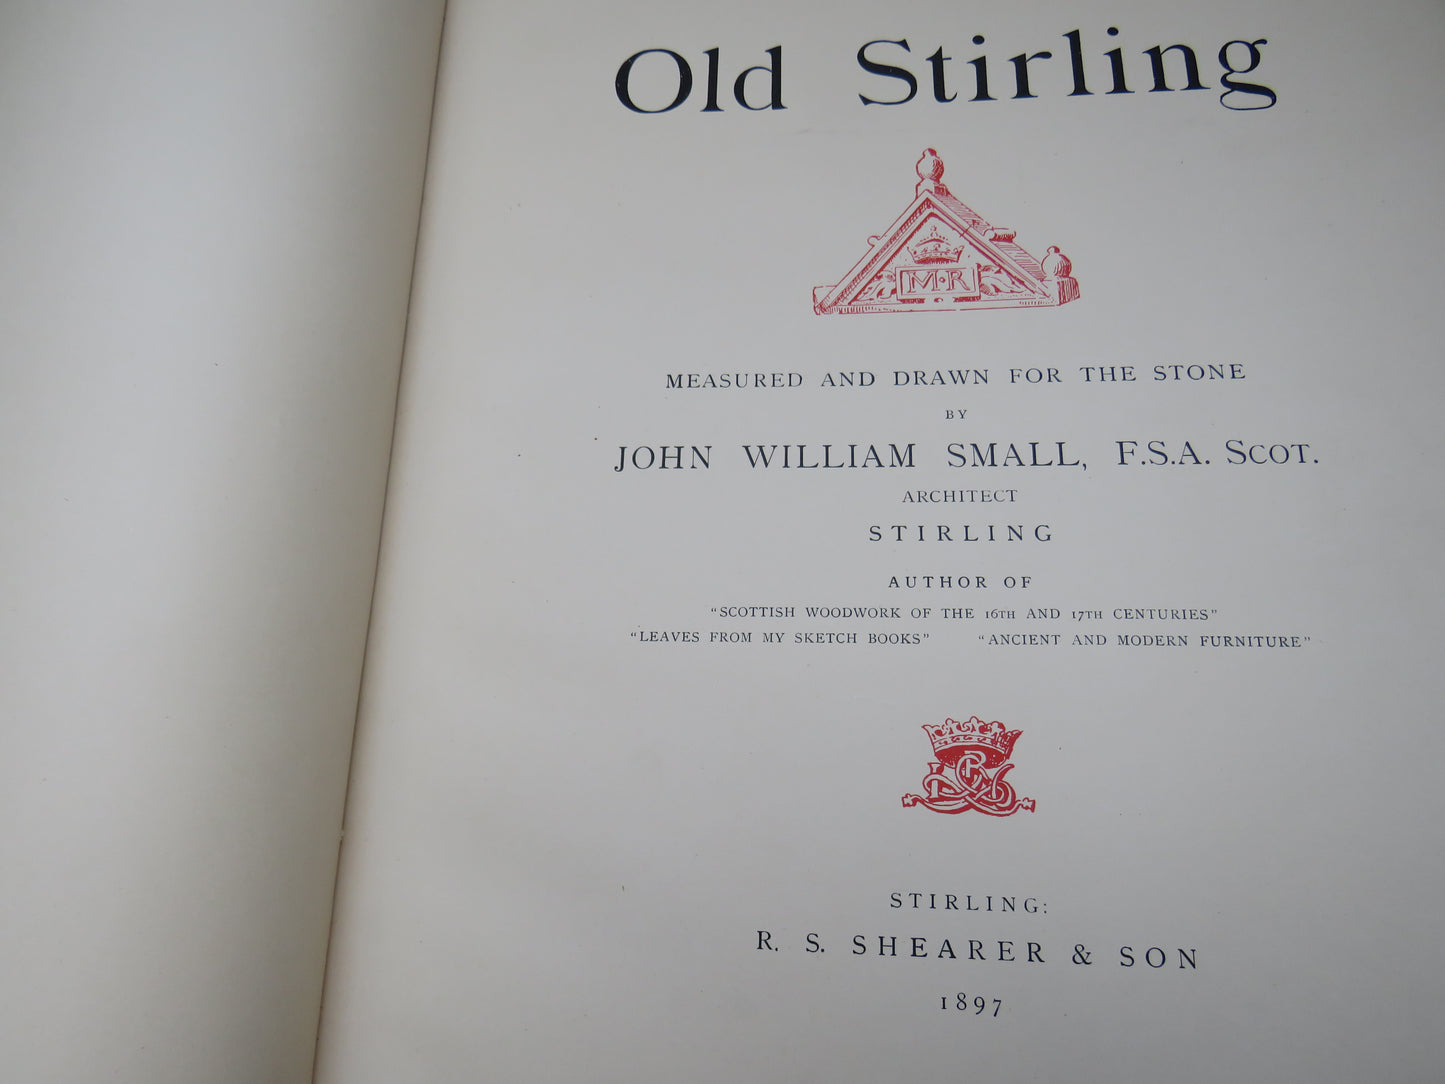 Old Stirling
M·R
MEASURED AND DRAWN FOR THE STONE
BY
JOHN WILLIAM SMALL, F.S.A. SCOT.
ARCHITECT
STIRLING
AUTHOR OF
"SCOTTISH WOODWORK OF THE 16TH AND 17TH CENTURIES"
"LEAVES FROM MY SKETCH BOOKS" "ANCIENT AND MODERN FURNITURE"
STIRLING:
R. S. SHEARER & SON
1897